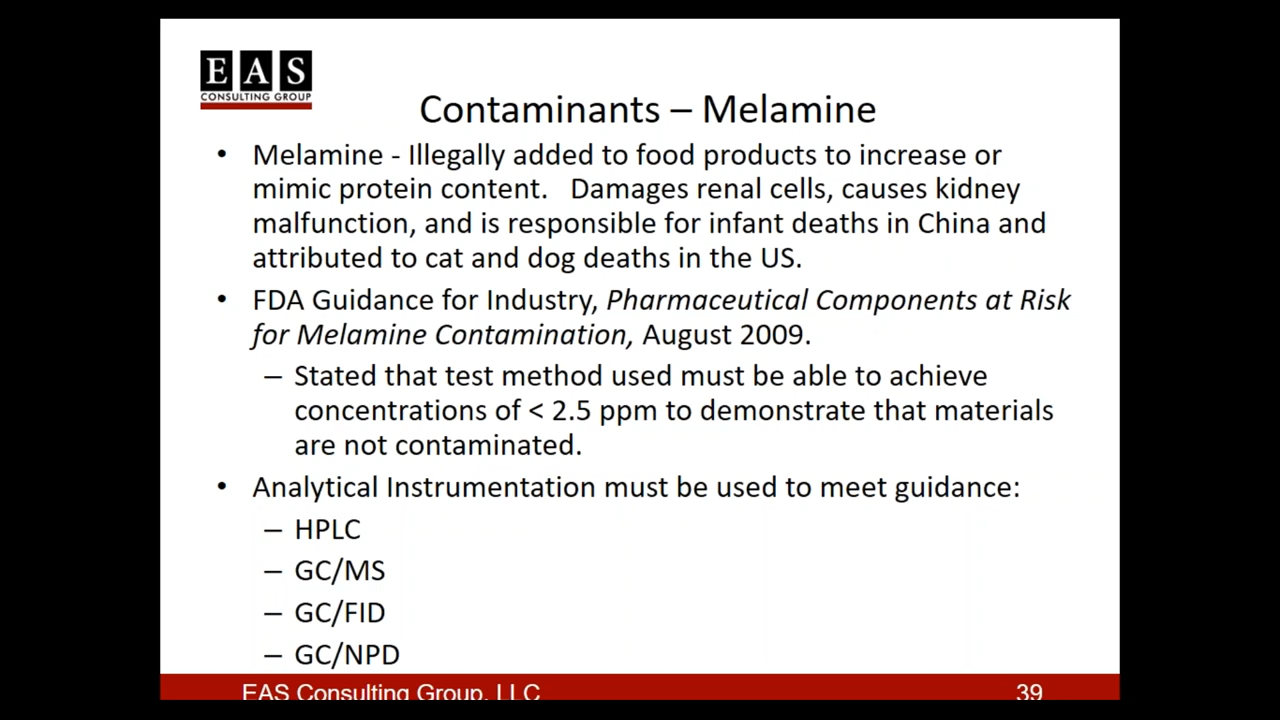 E A S
CONSULTING GROUP
Contaminants – Melamine
• Melamine - Illegally added to food products to increase or
mimic protein content.   Damages renal cells, causes kidney
malfunction, and is responsible for infant deaths in China and
attributed to cat and dog deaths in the US.
• FDA Guidance for Industry, Pharmaceutical Components at Risk
for Melamine Contamination, August 2009.
– Stated that test method used must be able to achieve
concentrations of < 2.5 ppm to demonstrate that materials
are not contaminated.
• Analytical Instrumentation must be used to meet guidance:
– HPLC
– GC/MS
– GC/FID
– GC/NPD
EAS Consulting Group, LLC
39